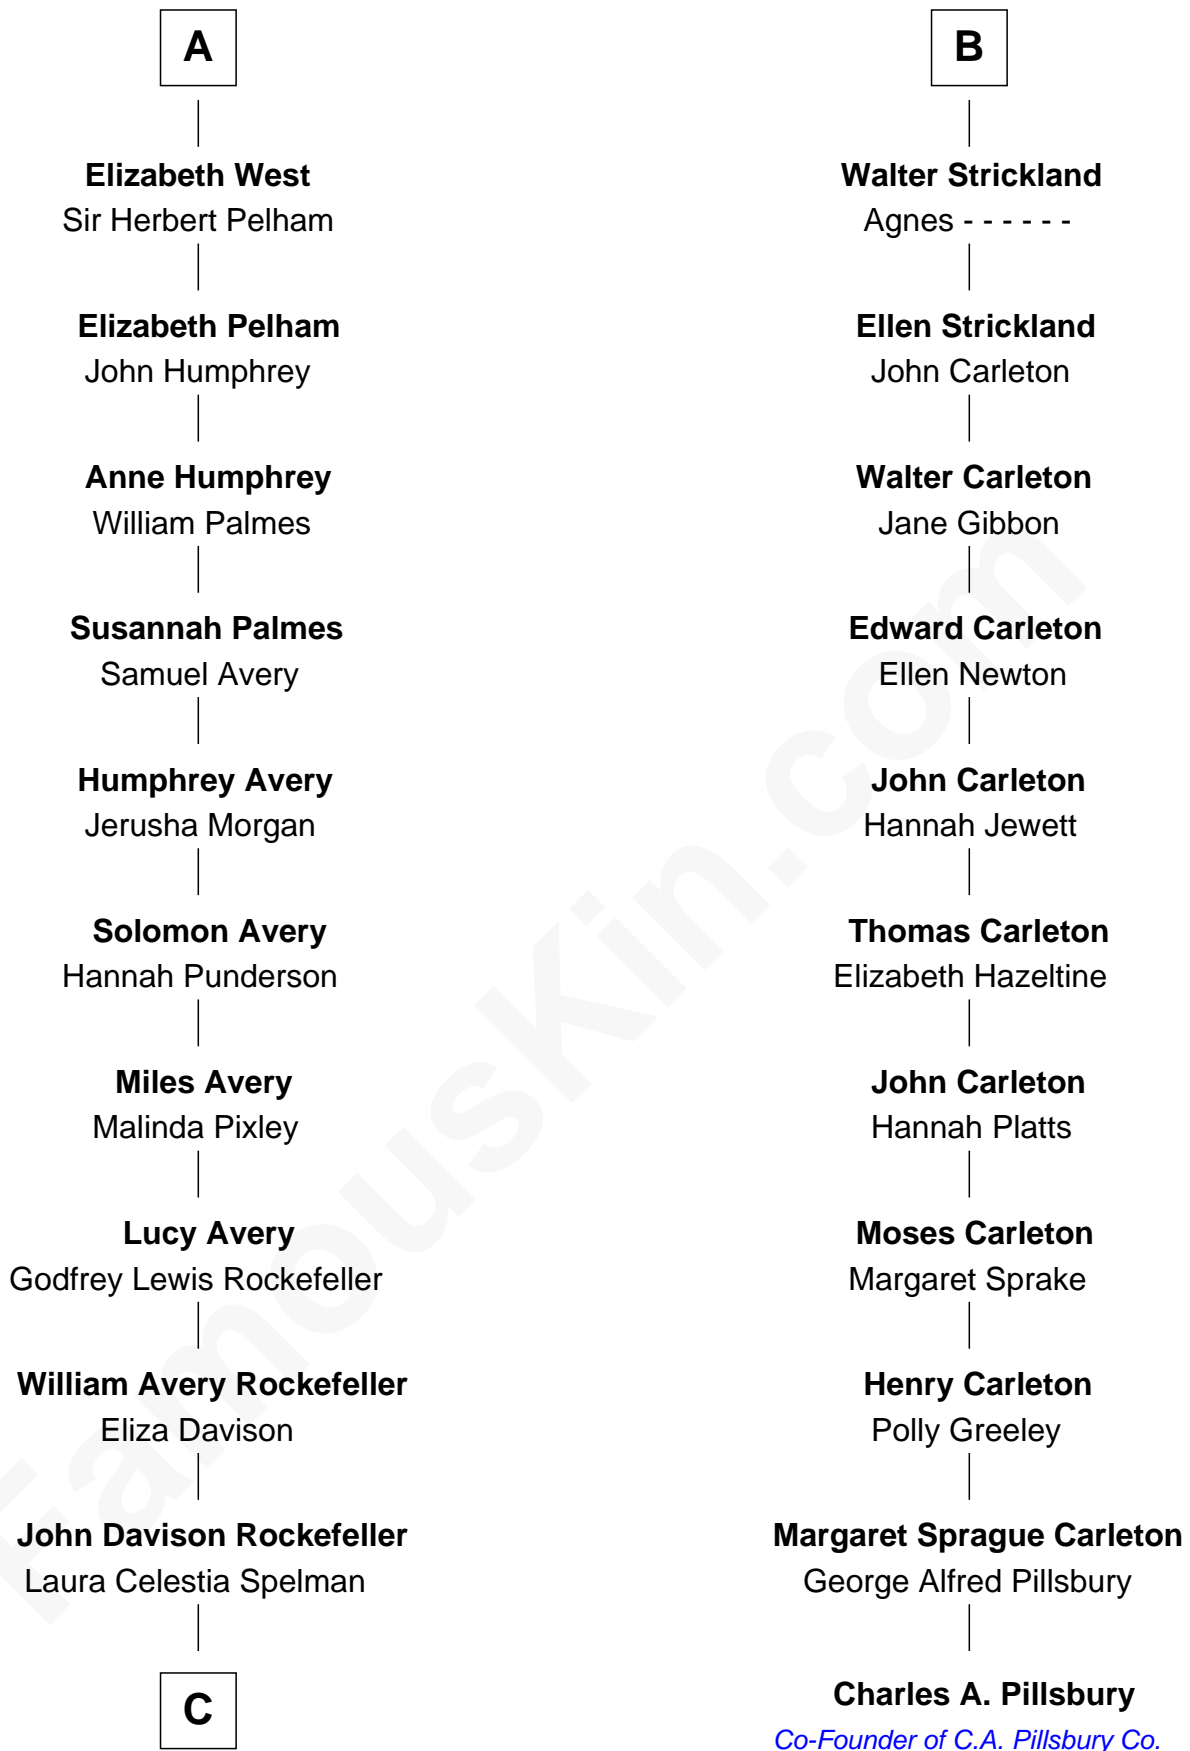 A
Elizabeth West
Sir Herbert Pelham
Elizabeth Pelham
John Humphrey
Anne Humphrey
William Palmes
Susannah Palmes
Samuel Avery
Humphrey Avery
Jerusha Morgan
Solomon Avery
Hannah Punderson
Miles Avery
Malinda Pixley
Lucy Avery
Godfrey Lewis Rockefeller
William Avery Rockefeller
Eliza Davison
John Davison Rockefeller
Laura Celestia Spelman
C
B
Walter Strickland
Agnes - - - - - -
Ellen Strickland
John Carleton
Walter Carleton
Jane Gibbon
Edward Carleton
Ellen Newton
John Carleton
Hannah Jewett
Thomas Carleton
Elizabeth Hazeltine
John Carleton
Hannah Platts
Moses Carleton
Margaret Sprake
Henry Carleton
Polly Greeley
Margaret Sprague Carleton
George Alfred Pillsbury
Charles A. Pillsbury
Co-Founder of C.A. Pillsbury Co.
FamousKin.com